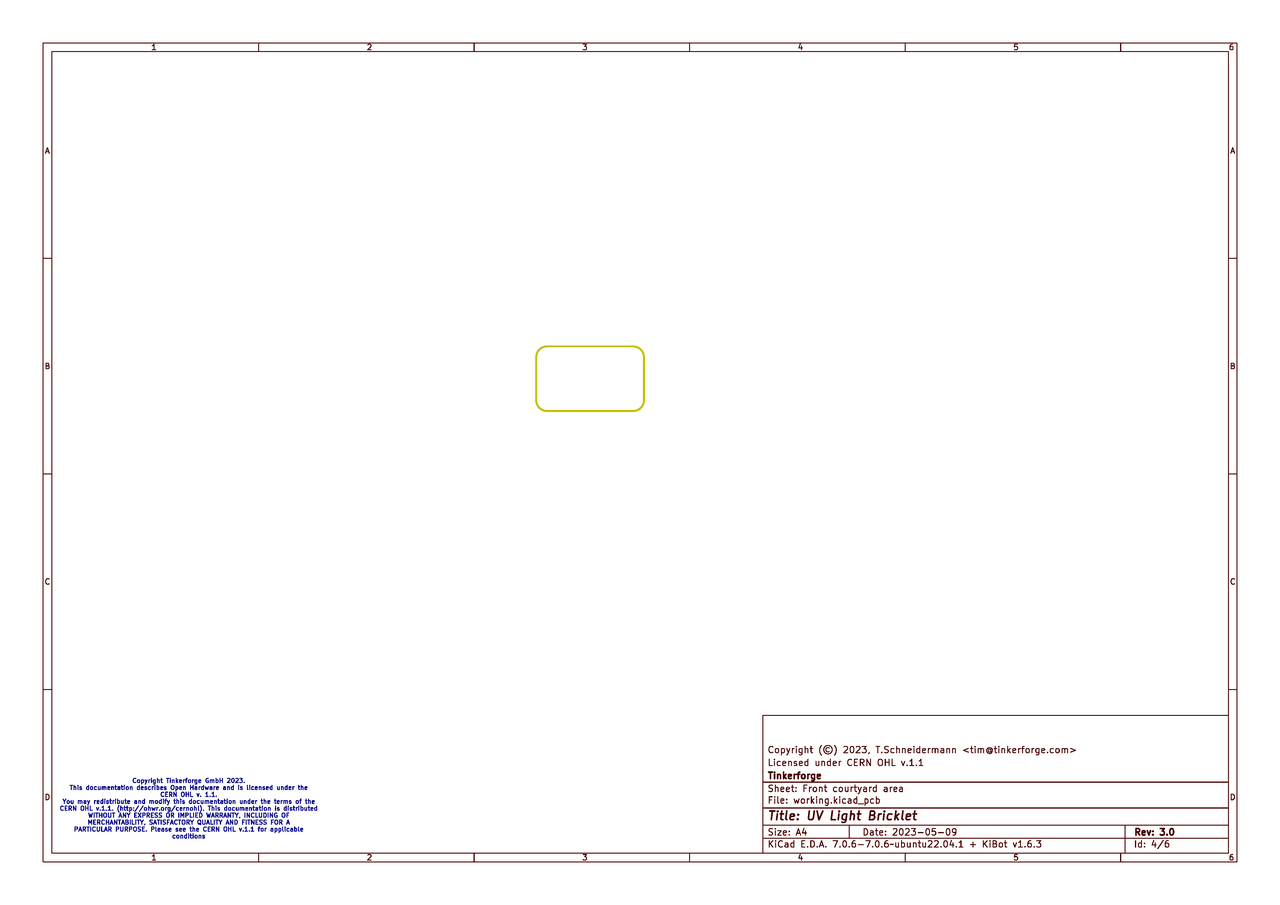 1 2 3 4 5 6
A A
B B
C C
Copyright (©) 2023, T.Schneidermann <tim@tinkerforge.com>
Licensed under CERN OHL v.1.1
Tinkerforge
Sheet: Front courtyard area
File: working.kicad_pcb
Title: UV Light Bricklet
Size: A4 Date: 2023-05-09 Rev: 3.0
KiCad E.D.A. 7.0.6-7.0.6~ubuntu22.04.1 + KiBot v1.6.3 Id: 4/6
Copyright Tinkerforge GmbH 2023.
This documentation describes Open Hardware and is licensed under the
CERN OHL v. 1.1.
You may redistribute and modify this documentation under the terms of the
CERN OHL v.1.1. (http://ohwr.org/cernohl). This documentation is distributed
WITHOUT ANY EXPRESS OR IMPLIED WARRANTY, INCLUDING OF
MERCHANTABILITY, SATISFACTORY QUALITY AND FITNESS FOR A
PARTICULAR PURPOSE. Please see the CERN OHL v.1.1 for applicable
conditions
D D
1 2 3 4 5 6